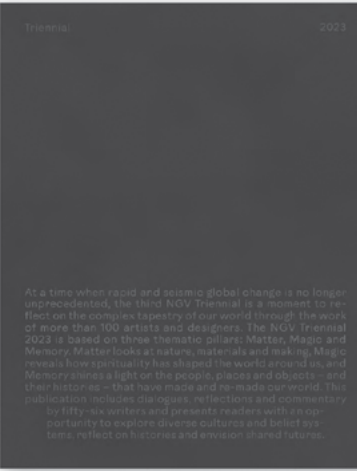 Triennial
2023
At a time when rapid and seismic global change is no longer
unprecedented, the third NGV Triennial is a moment to re-
flect on the complex tapestry of our world through the work
of more than 100 artists and designers. The NGV Triennial
2023 is based on three thematic pillars: Matter, Magic and
Memory. Matter looks at nature, materials and making, Magic
reveals how spirituality has shaped the world around us, and
Memory shines a light on the people, places and objects – and
their histories – that have made and re-made our world. This
publication includes dialogues, reflections and commentary
by fifty-six writers and presents readers with an op-
portunity to explore diverse cultures and belief sys-
tems, reflect on histories and envision shared futures.